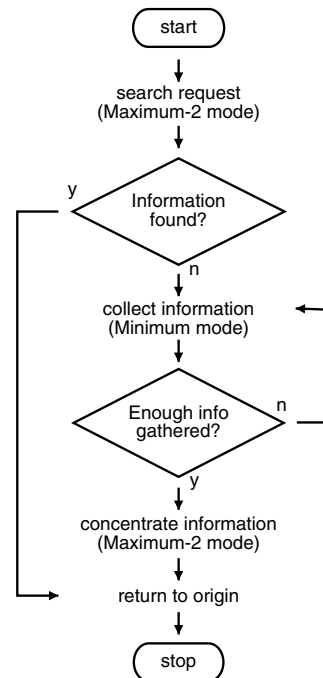 start
search request
(Maximum-2 mode)
y
Information
found?
n
collect information
(Minimum mode)
Enough info
gathered?
n
y
concentrate information
(Maximum-2 mode)
return to origin
stop